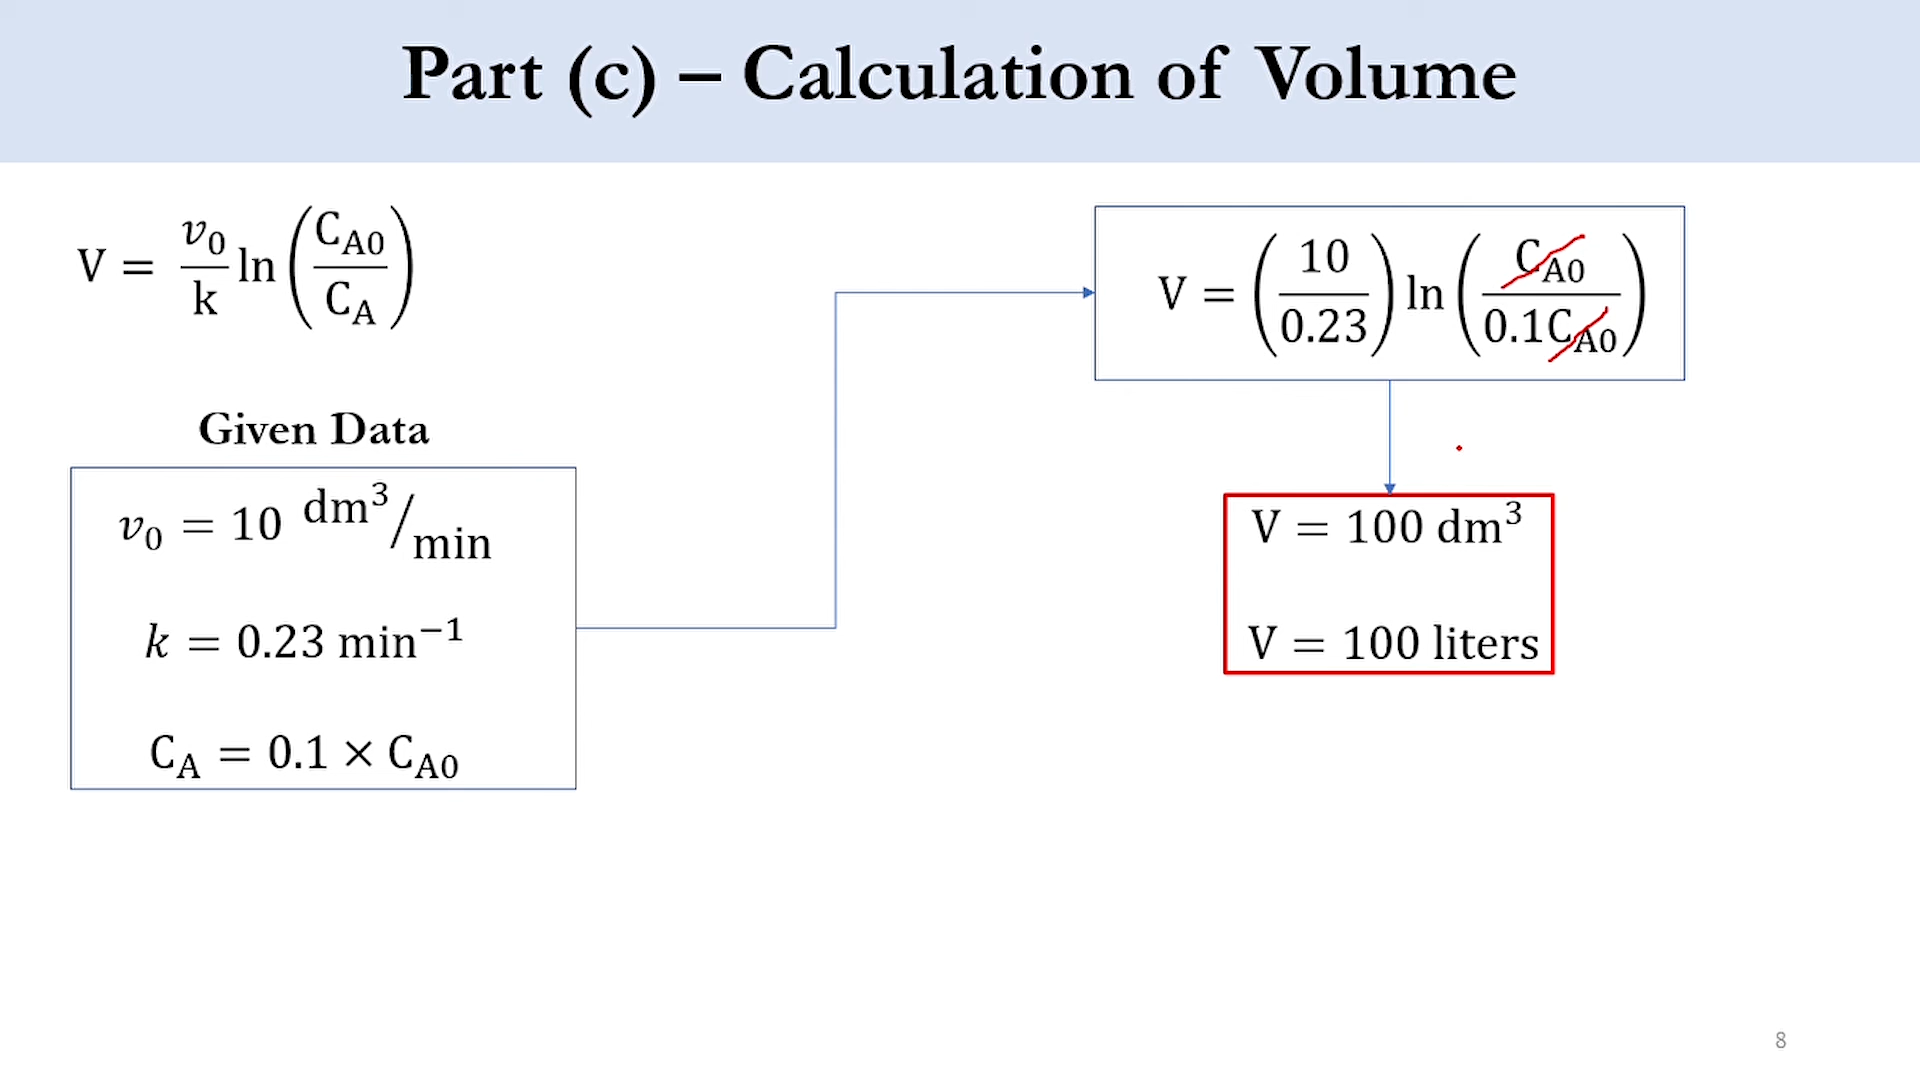 Part (c) – Calculation of Volume
V = v₀/k ln(C_A0/C_A)
Given Data
v₀ = 10 dm³/min
k = 0.23 min⁻¹
C_A = 0.1 × C_A0
V = (10/0.23) ln(C_A0/0.1C_A0)
V = 100 dm³
V = 100 liters
8